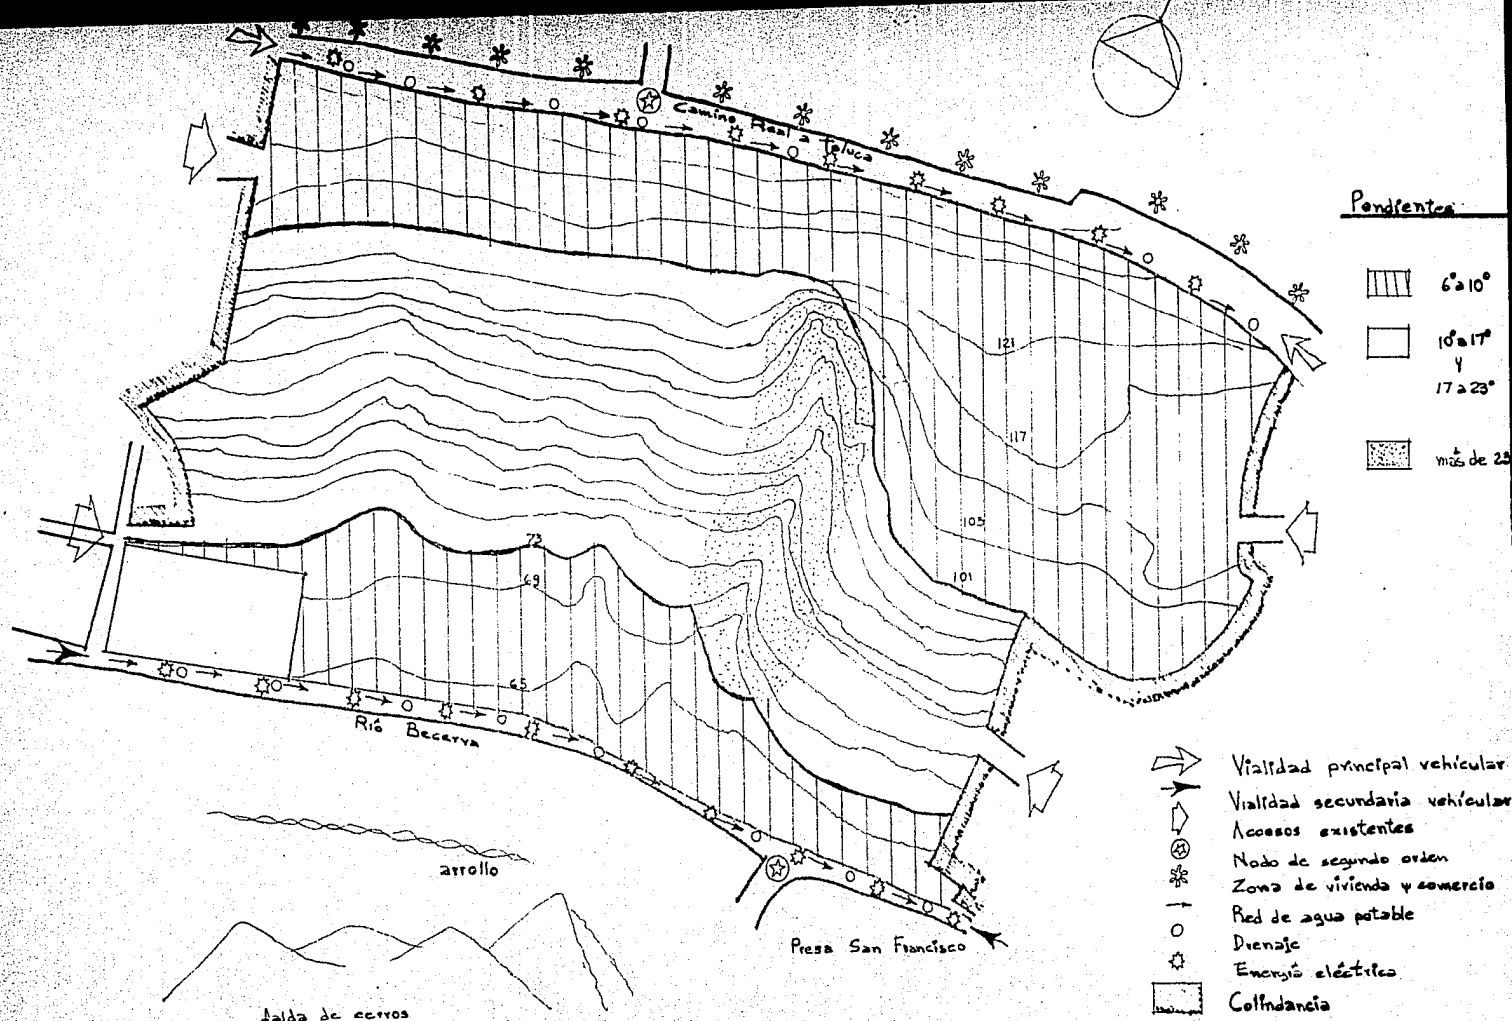 Camino Real a Toluca
Pendientes
6° a 10°
10° a 17°
y
17 a 23°
más de 23
121
117
105
101
73
69
65
Río Becerra
Presa San Francisco
arrollo
falda de cerros
Vialidad principal vehícular
Vialidad secundaria vehícular
Accesos existentes
Nodo de segundo orden
Zona de vivienda y comercio
Red de agua potable
Drenaje
Energía eléctrica
Colindancia